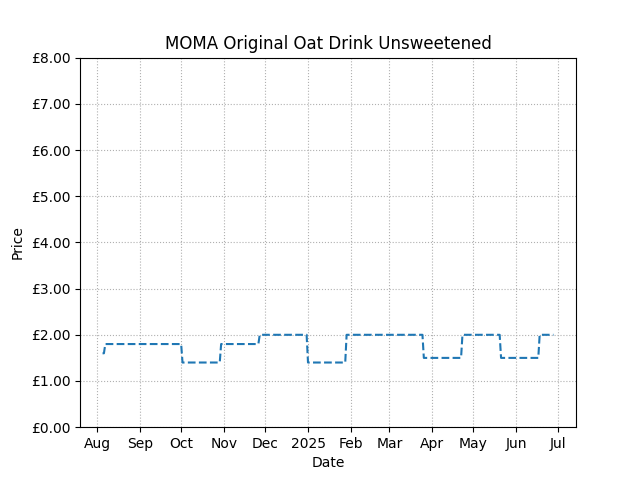 MOMA Original Oat Drink Unsweetened
£8.00
£7.00
£6.00
£5.00
£4.00
£3.00
£2.00
£1.00
£0.00
Price
Aug Sep Oct Nov Dec 2025 Feb Mar Apr May Jun Jul
Date